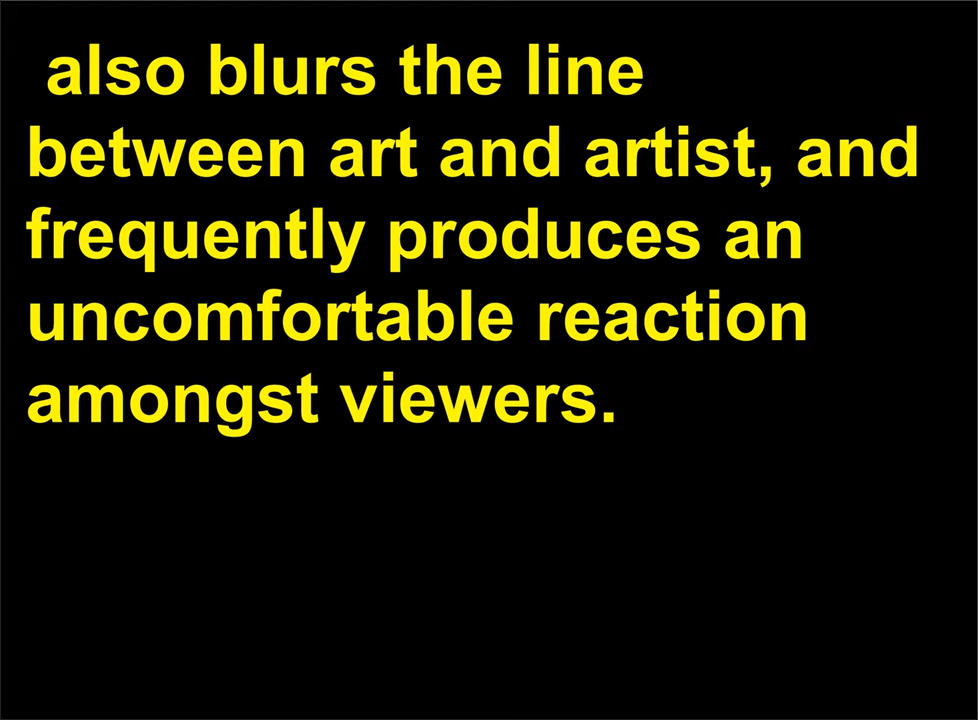 also blurs the line
between art and artist, and
frequently produces an
uncomfortable reaction
amongst viewers.